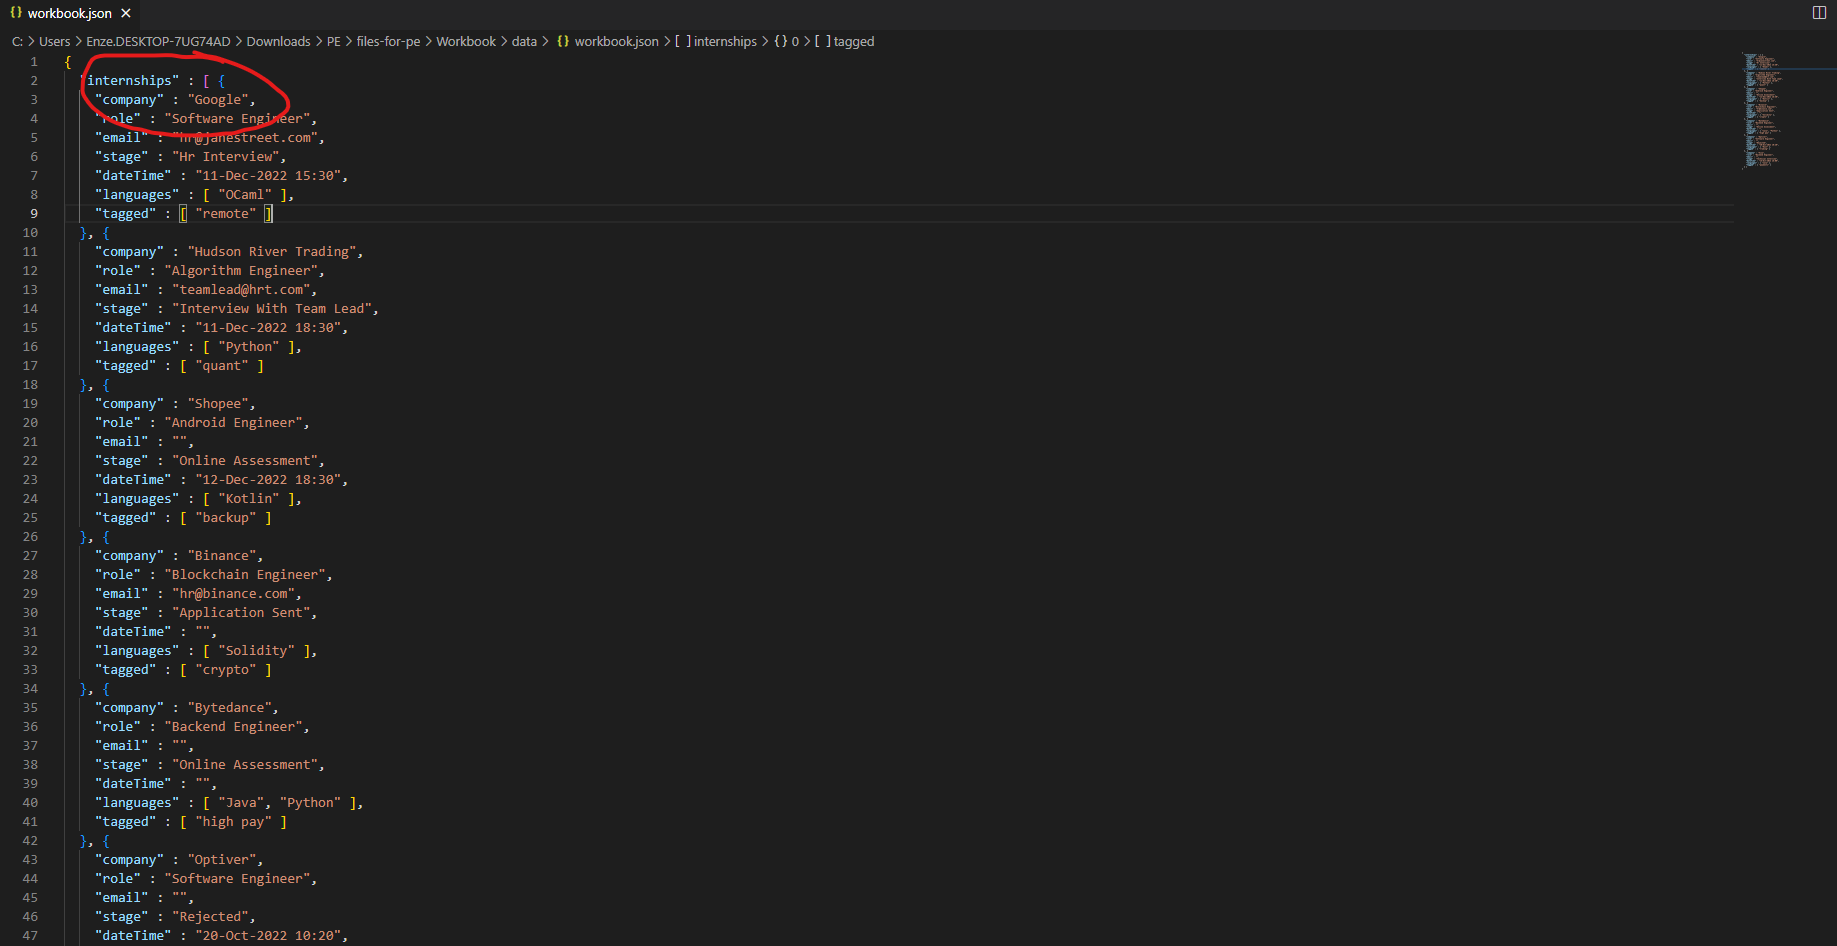 {} workbook.json ×
C: > Users > Enze.DESKTOP-7UG74AD > Downloads > PE > files-for-pe > Workbook > data > {} workbook.json > [ ] internships > {} 0 > [ ] tagged
1 {
2 "internships" : [ {
3 "company" : "Google",
4 "role" : "Software Engineer",
5 "email" : "hr@janestreet.com",
6 "stage" : "Hr Interview",
7 "dateTime" : "11-Dec-2022 15:30",
8 "languages" : [ "OCaml" ],
9 "tagged" : [ "remote" ]
10 }, {
11 "company" : "Hudson River Trading",
12 "role" : "Algorithm Engineer",
13 "email" : "teamlead@hrt.com",
14 "stage" : "Interview With Team Lead",
15 "dateTime" : "11-Dec-2022 18:30",
16 "languages" : [ "Python" ],
17 "tagged" : [ "quant" ]
18 }, {
19 "company" : "Shopee",
20 "role" : "Android Engineer",
21 "email" : "",
22 "stage" : "Online Assessment",
23 "dateTime" : "12-Dec-2022 18:30",
24 "languages" : [ "Kotlin" ],
25 "tagged" : [ "backup" ]
26 }, {
27 "company" : "Binance",
28 "role" : "Blockchain Engineer",
29 "email" : "hr@binance.com",
30 "stage" : "Application Sent",
31 "dateTime" : "",
32 "languages" : [ "Solidity" ],
33 "tagged" : [ "crypto" ]
34 }, {
35 "company" : "Bytedance",
36 "role" : "Backend Engineer",
37 "email" : "",
38 "stage" : "Online Assessment",
39 "dateTime" : "",
40 "languages" : [ "Java", "Python" ],
41 "tagged" : [ "high pay" ]
42 }, {
43 "company" : "Optiver",
44 "role" : "Software Engineer",
45 "email" : "",
46 "stage" : "Rejected",
47 "dateTime" : "20-Oct-2022 10:20",